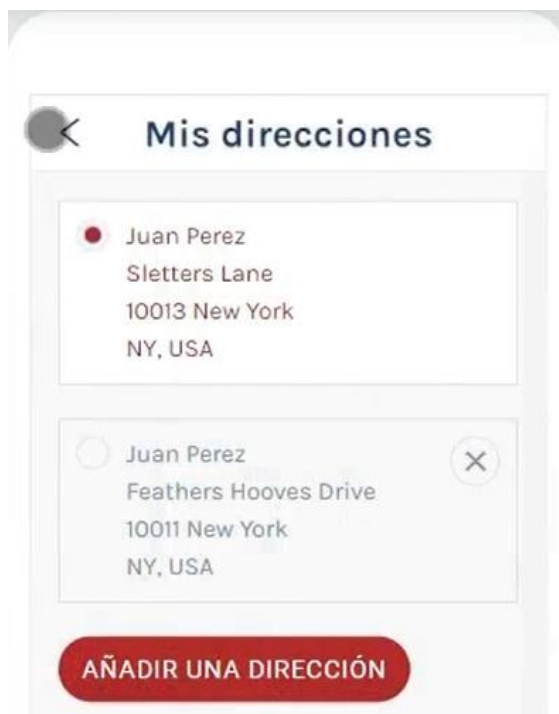 Mis direcciones
Juan Perez
Sletters Lane
10013 New York
NY, USA
Juan Perez
Feathers Hooves Drive
10011 New York
NY, USA
AÑADIR UNA DIRECCIÓN